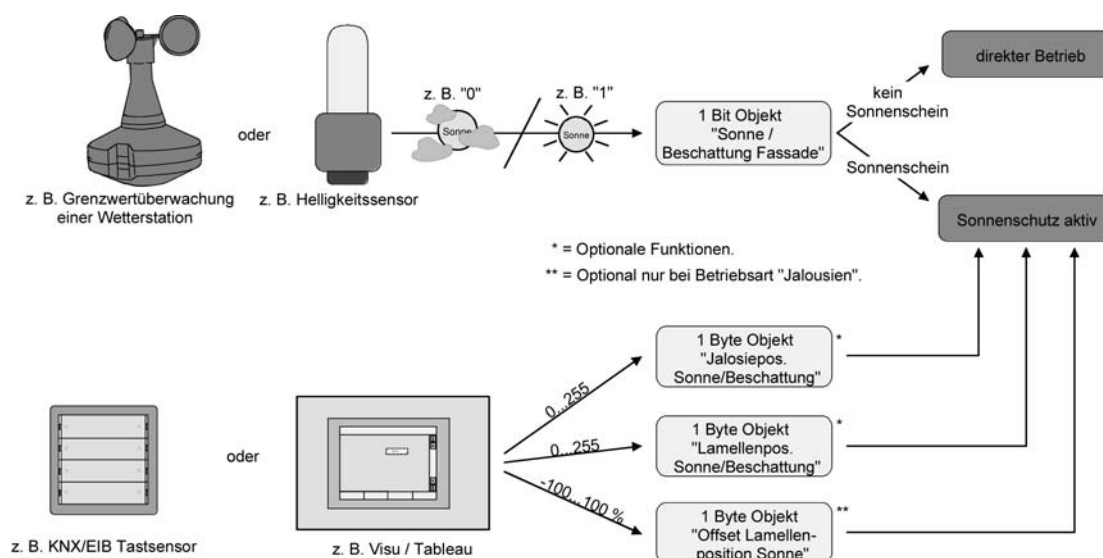 z. B. "0"
z. B. "1"
direkter Betrieb
kein
Sonnenschein
oder
Sonne
Sonne
1 Bit Objekt
"Sonne /
Beschattung Fassade"
Sonnenschein
z. B. Grenzwertüberwachung
einer Wetterstation
z. B. Helligkeitssensor
Sonnenschutz aktiv
* = Optionale Funktionen.
** = Optional nur bei Betriebsart "Jalousien".
1 Byte Objekt
"Jalosiepos.
Sonne/Beschattung"
*
0...255
1 Byte Objekt
"Lamellenpos.
Sonne/Beschattung"
*
0...255
oder
-100...100 %
1 Byte Objekt
"Offset Lamellen-
position Sonne"
**
z. B. KNX/EIB Tastsensor
z. B. Visu / Tableau